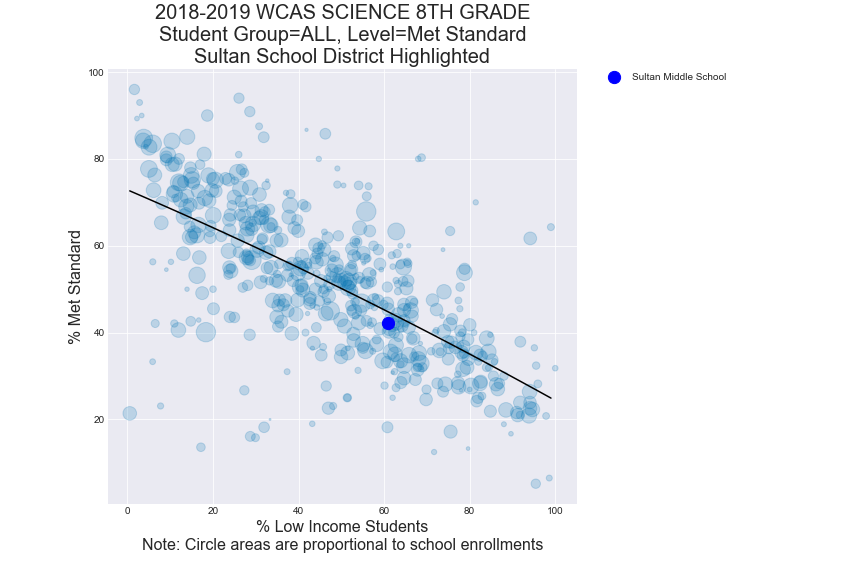 2018-2019 WCAS SCIENCE 8TH GRADE
Student Group=ALL, Level=Met Standard
Sultan School District Highlighted
Sultan Middle School
% Met Standard
100
80
60
40
20
0 20 40 60 80 100
% Low Income Students
Note: Circle areas are proportional to school enrollments